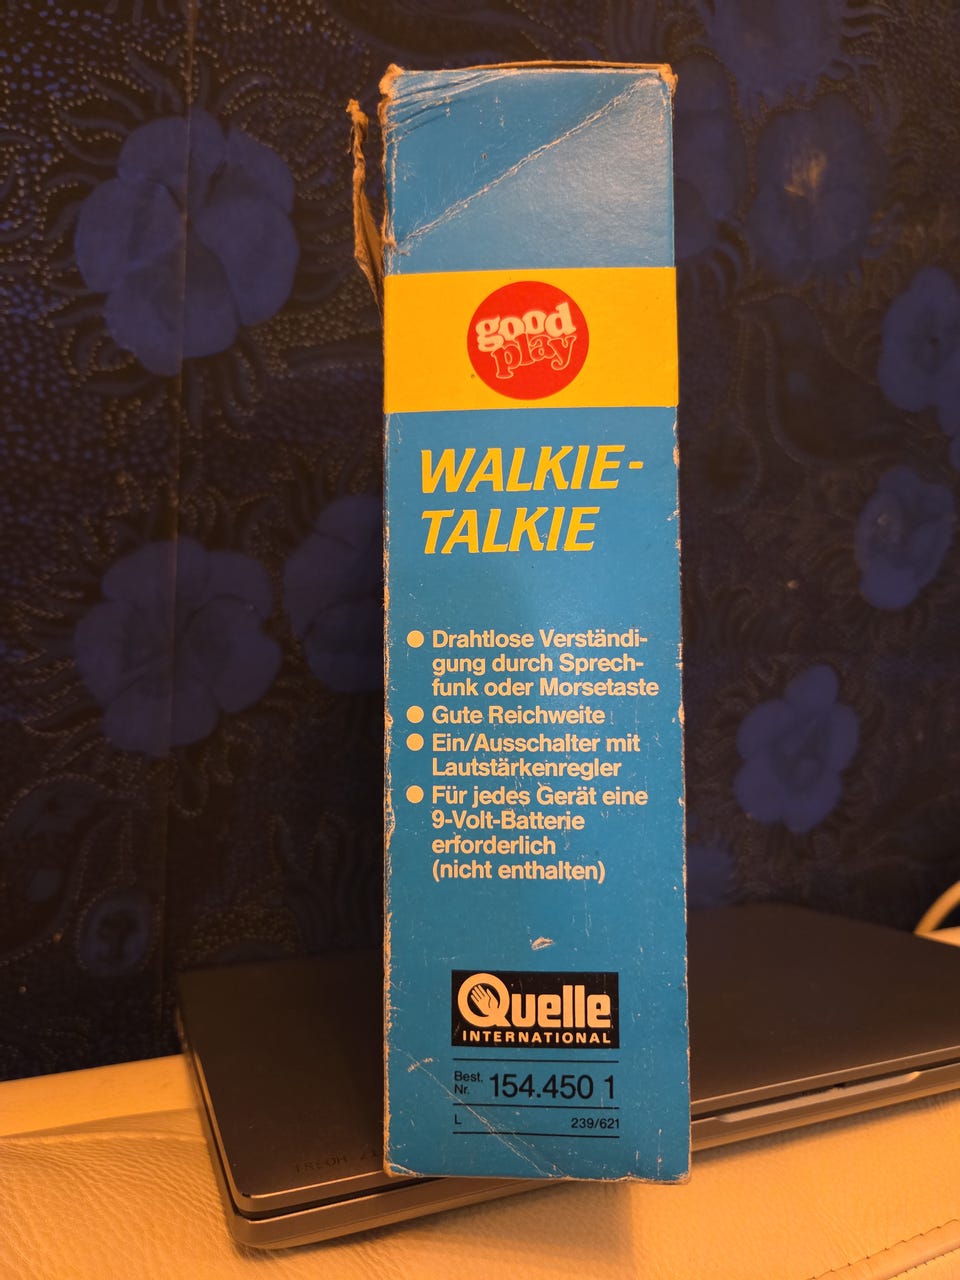 good
play
WALKIE-
TALKIE
● Drahtlose Verständi-
gung durch Sprech-
funk oder Morsetaste
● Gute Reichweite
● Ein/Ausschalter mit
Lautstärkenregler
● Für jedes Gerät eine
9-Volt-Batterie
erforderlich
(nicht enthalten)
Quelle
INTERNATIONAL
Best.
Nr. 154.450 1
L 239/621